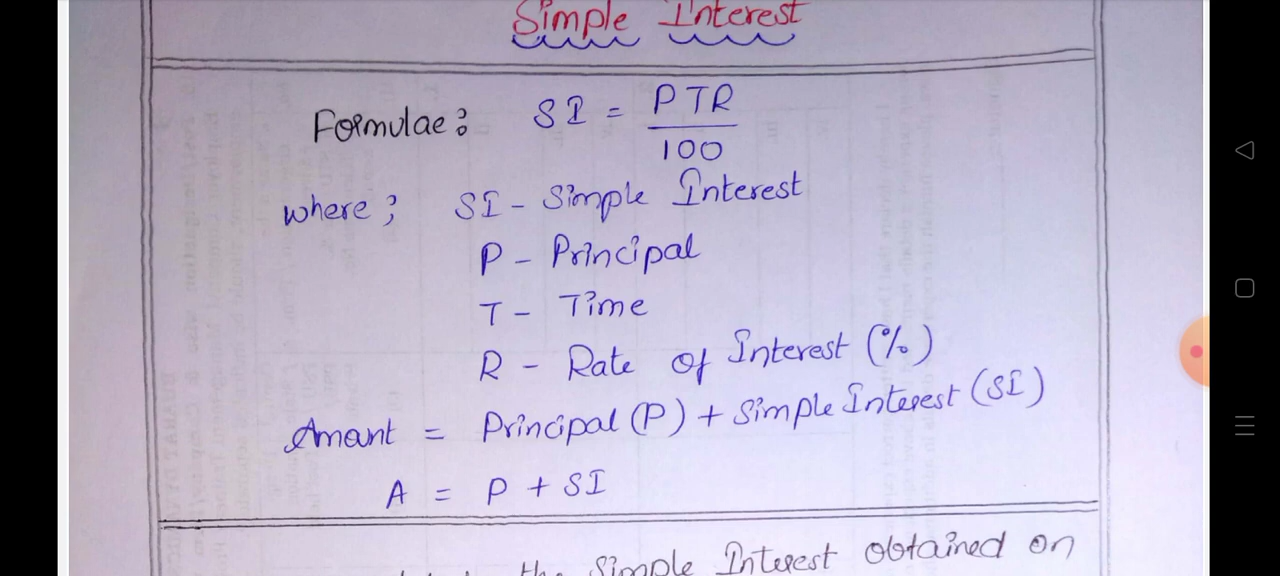 Simple Interest
Formulae : SI = PTR
100
where ; SI - Simple Interest
P - Principal
T - Time
R - Rate of Interest (%)
Amount = Principal (P) + Simple Interest (SI)
A = P + SI
the Simple Interest obtained on